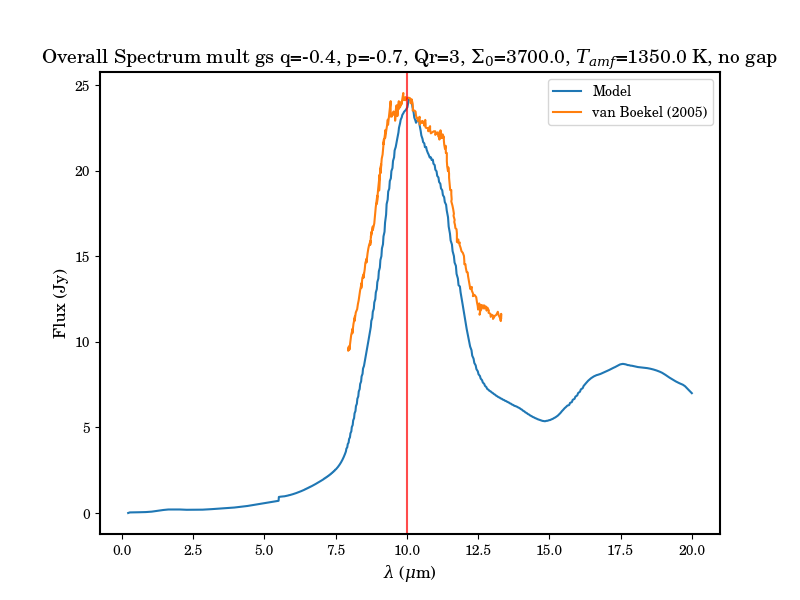 Overall Spectrum mult gs q=-0.4, p=-0.7, Qr=3, Σ₀=3700.0, T_amf=1350.0 K, no gap
Model
van Boekel (2005)
25
20
15
10
5
0
Flux (Jy)
0.0 2.5 5.0 7.5 10.0 12.5 15.0 17.5 20.0
λ (μm)